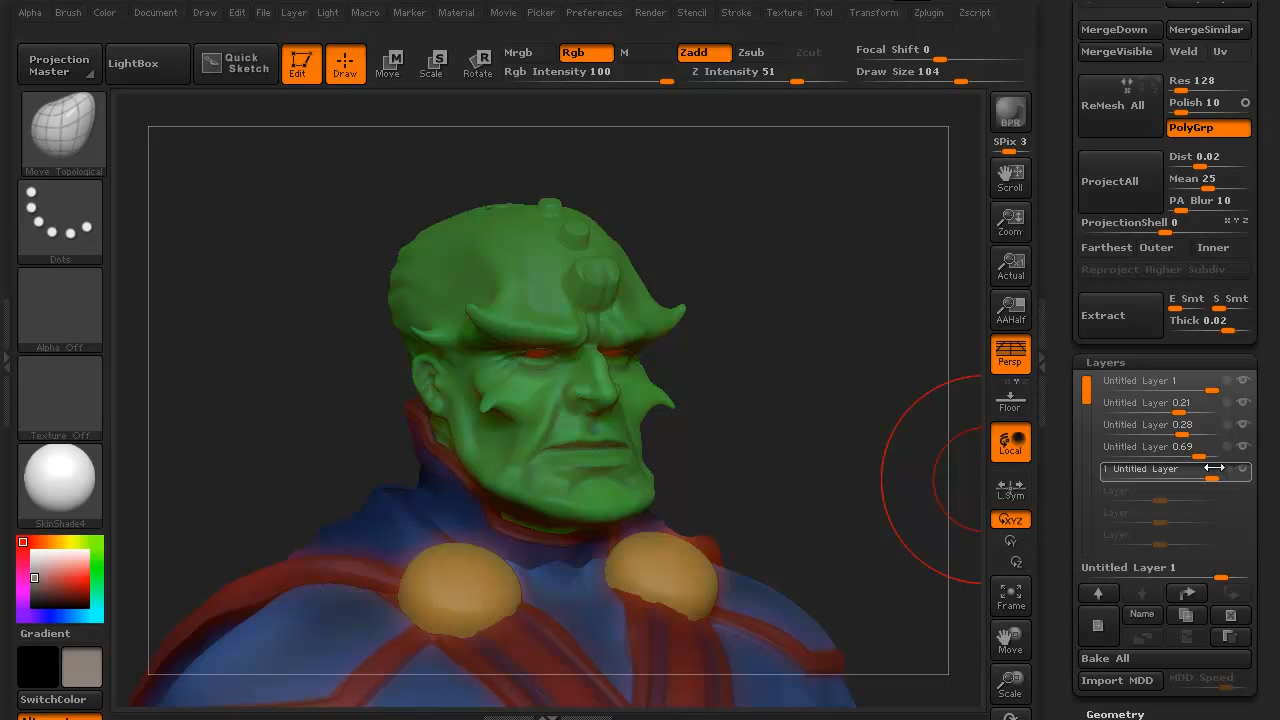 Alpha Brush Color Document Draw Edit File Layer Light Macro Marker Material Movie Picker Preferences Render Stencil Stroke Texture Tool Transform Zplugin Zscript
Projection Master
LightBox
Quick Sketch
Edit
Draw
Move
Scale
Rotate
Mrgb Rgb M Zadd Zsub Zcut
Rgb Intensity 100 Z Intensity 51
Focal Shift 0
Draw Size 104
Move Topological
Dots
Alpha Off
Texture Off
SkinShade4
Gradient
SwitchColor
BPR
SPix 3
Scroll
Zoom
Actual
AAHalf
Persp
Floor
Local
L.Sym
XYZ
Y
Z
Frame
Move
Scale
MergeDown MergeSimilar
MergeVisible Weld Uv
ReMesh All
Res 128
Polish 10
PolyGrp
ProjectAll
Dist 0.02
Mean 25
PA Blur 10
ProjectionShell 0 X Y Z
Farthest Outer Inner
Reproject Higher Subdiv
Extract
E Smt S Smt
Thick 0.02
Layers
Untitled Layer 1
Untitled Layer 0.21
Untitled Layer 0.28
Untitled Layer 0.69
Untitled Layer
Layer
Layer
Layer
Untitled Layer 1
Name
Bake All
Import MDD MDD Speed
Geometry